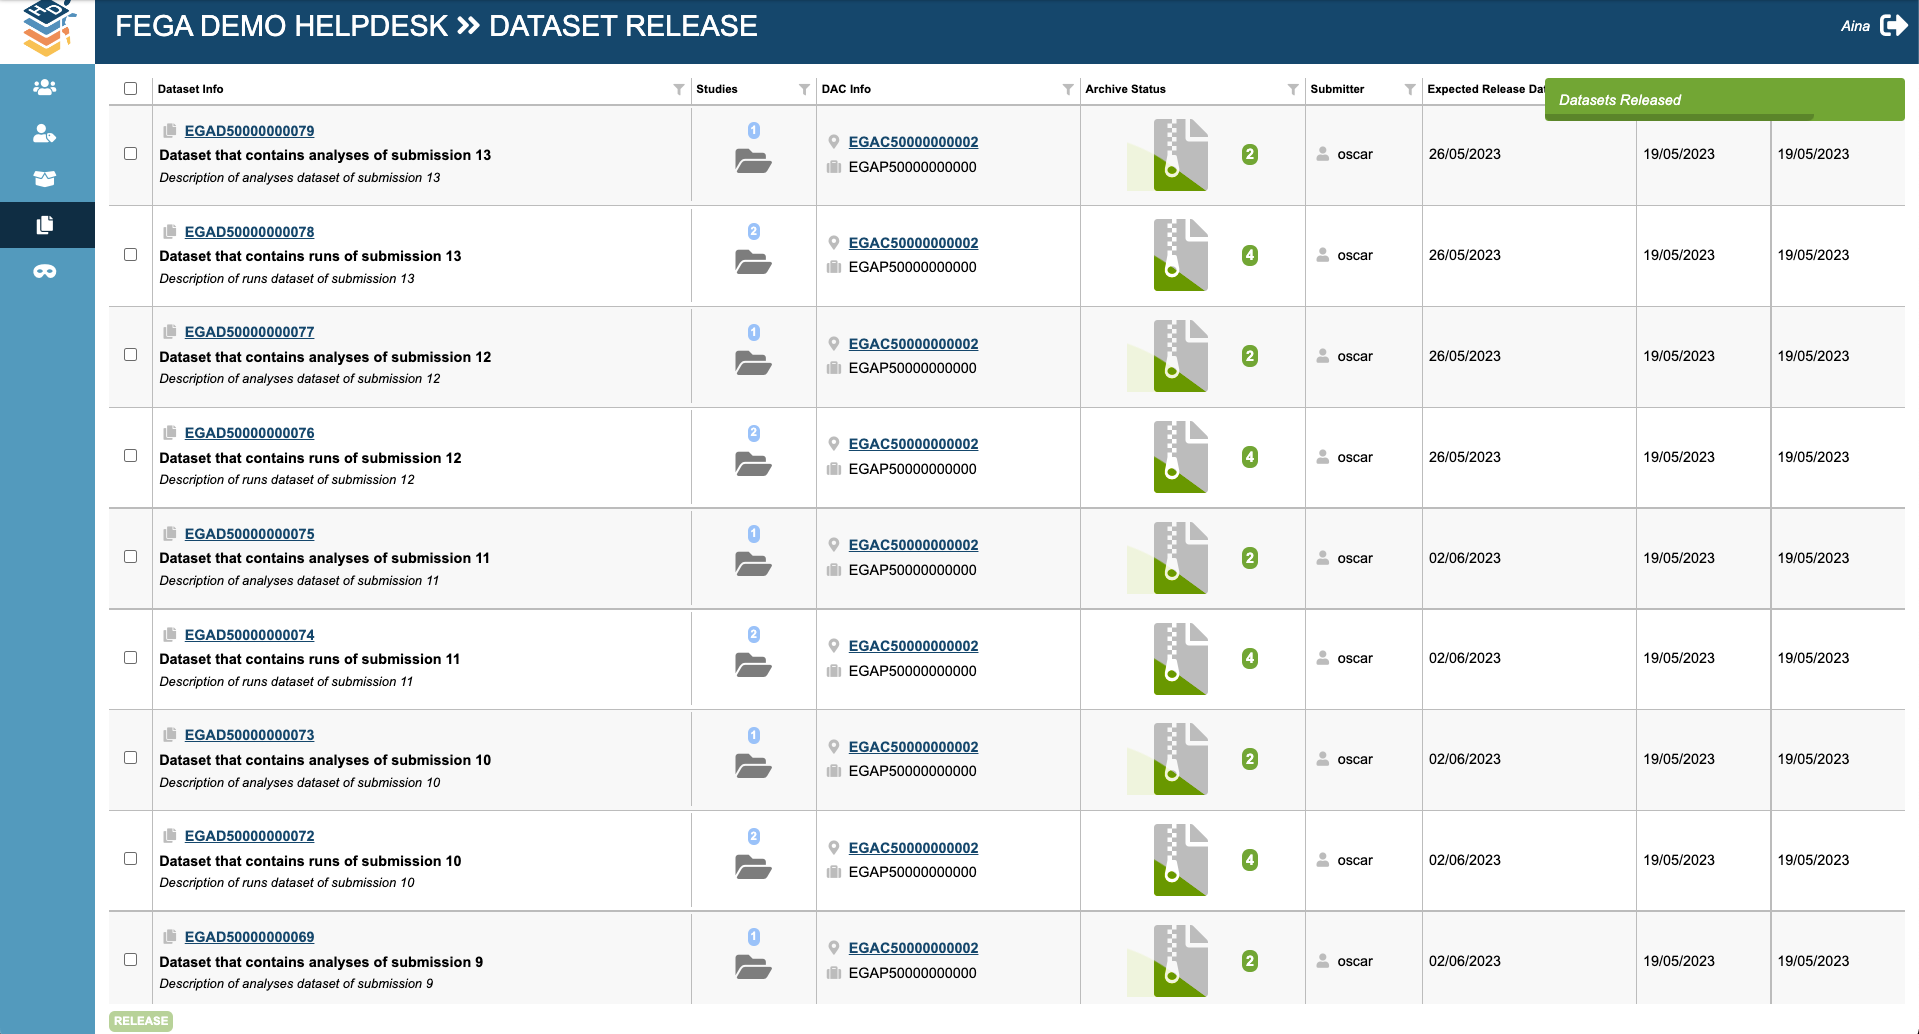 HD
FEGA DEMO HELPDESK » DATASET RELEASE
Aina
Dataset Info Studies DAC Info Archive Status Submitter Expected Release Dat
Datasets Released
EGAD50000000079 1
Dataset that contains analyses of submission 13
Description of analyses dataset of submission 13
EGAC50000000002
EGAP50000000000
2 oscar 26/05/2023 19/05/2023 19/05/2023
EGAD50000000078 2
Dataset that contains runs of submission 13
Description of runs dataset of submission 13
EGAC50000000002
EGAP50000000000
4 oscar 26/05/2023 19/05/2023 19/05/2023
EGAD50000000077 1
Dataset that contains analyses of submission 12
Description of analyses dataset of submission 12
EGAC50000000002
EGAP50000000000
2 oscar 26/05/2023 19/05/2023 19/05/2023
EGAD50000000076 2
Dataset that contains runs of submission 12
Description of runs dataset of submission 12
EGAC50000000002
EGAP50000000000
4 oscar 26/05/2023 19/05/2023 19/05/2023
EGAD50000000075 1
Dataset that contains analyses of submission 11
Description of analyses dataset of submission 11
EGAC50000000002
EGAP50000000000
2 oscar 02/06/2023 19/05/2023 19/05/2023
EGAD50000000074 2
Dataset that contains runs of submission 11
Description of runs dataset of submission 11
EGAC50000000002
EGAP50000000000
4 oscar 02/06/2023 19/05/2023 19/05/2023
EGAD50000000073 1
Dataset that contains analyses of submission 10
Description of analyses dataset of submission 10
EGAC50000000002
EGAP50000000000
2 oscar 02/06/2023 19/05/2023 19/05/2023
EGAD50000000072 2
Dataset that contains runs of submission 10
Description of runs dataset of submission 10
EGAC50000000002
EGAP50000000000
4 oscar 02/06/2023 19/05/2023 19/05/2023
EGAD50000000069 1
Dataset that contains analyses of submission 9
Description of analyses dataset of submission 9
EGAC50000000002
EGAP50000000000
2 oscar 02/06/2023 19/05/2023 19/05/2023
RELEASE